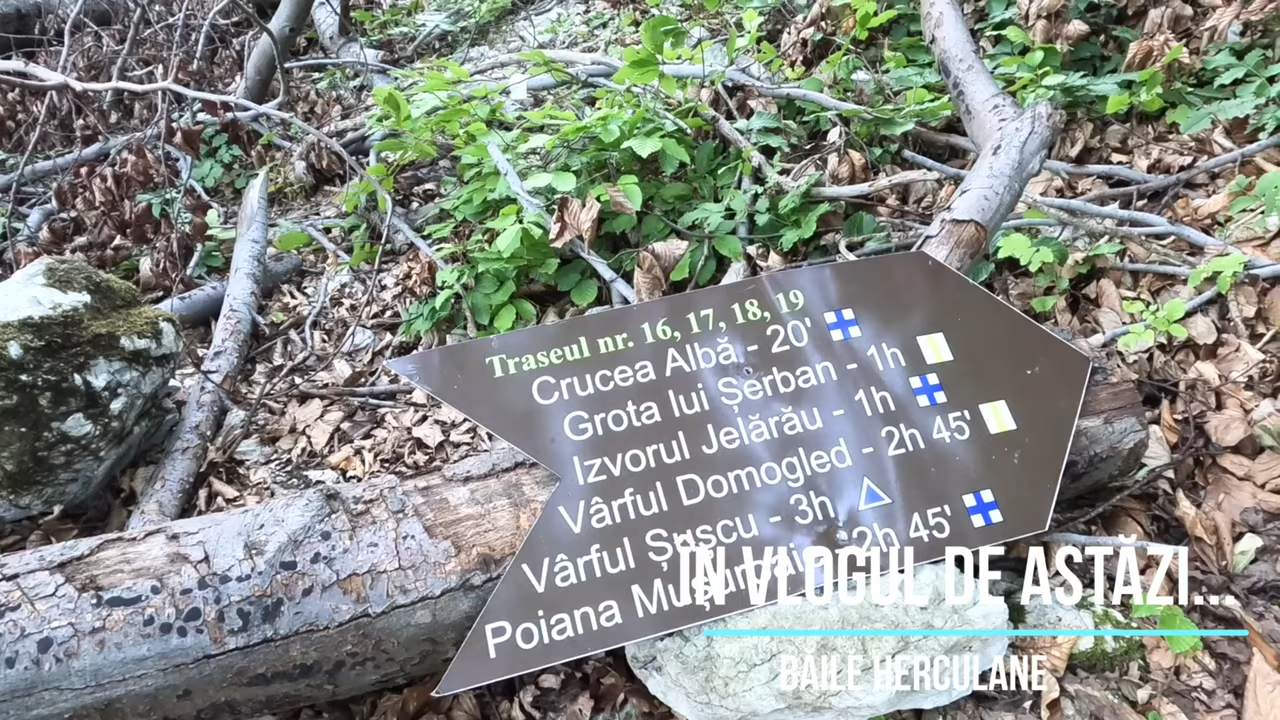 Traseul nr. 16, 17, 18, 19
Crucea Albă - 20'
Grota lui Șerban - 1h
Izvorul Jelărău - 1h
Vârful Domogled - 2h 45'
Vârful Șușcu - 3h
Poiana 2h 45'
ÎN VLOGUL DE ASTĂZI...
BĂILE HERCULANE